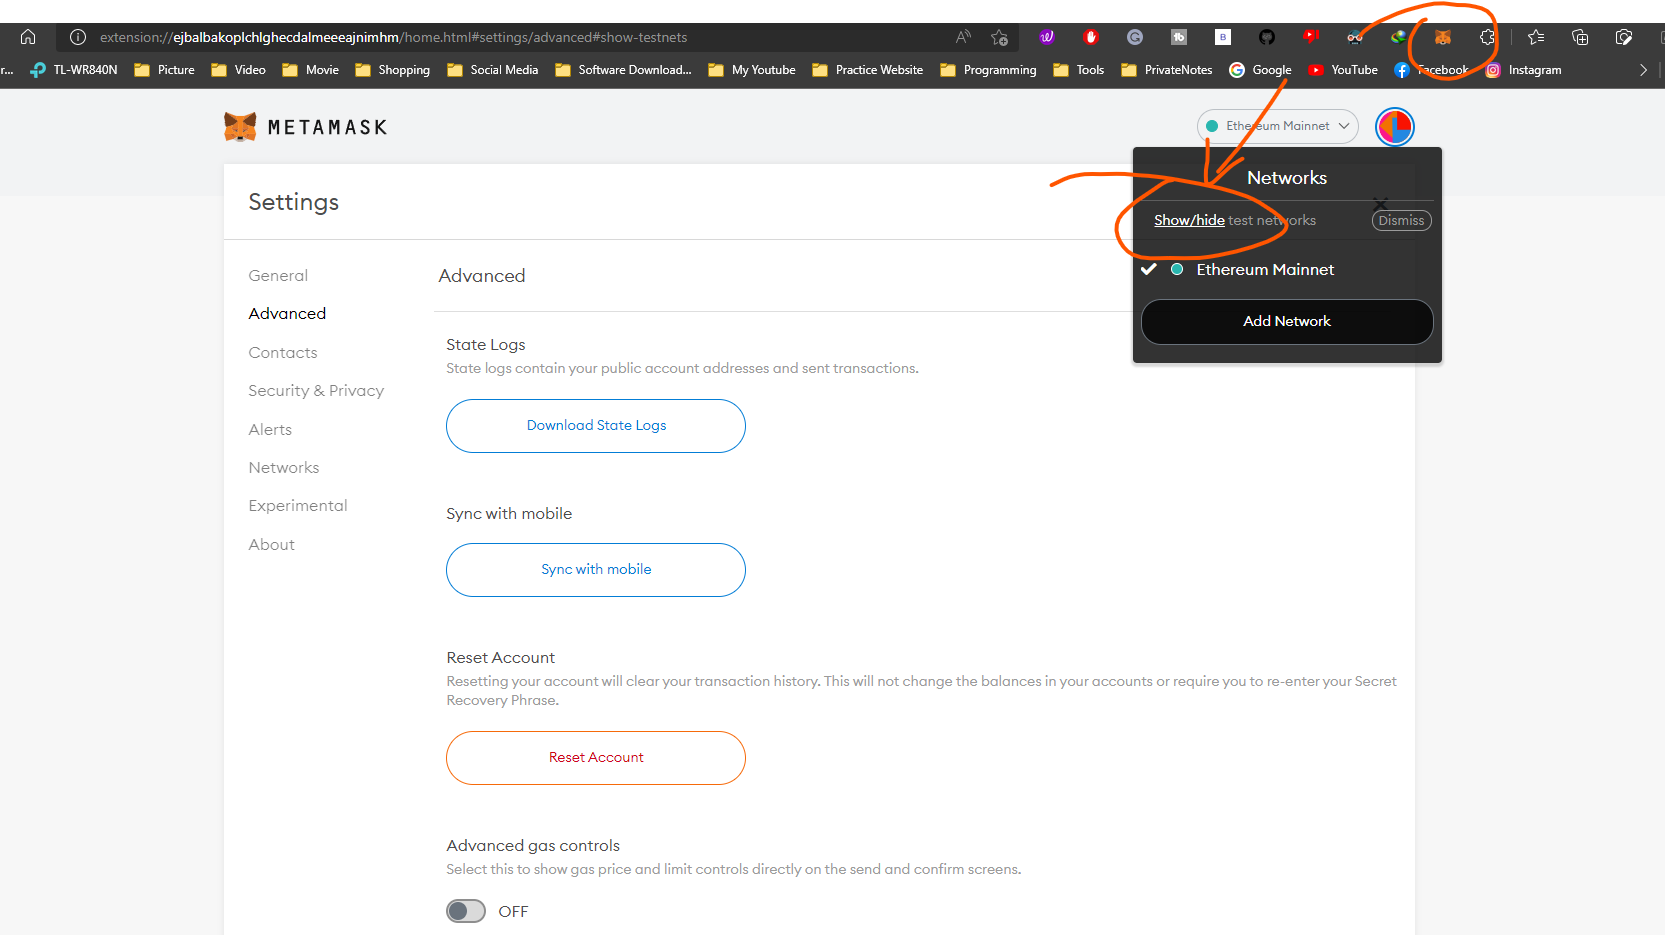 extension://ejbalbakoplchlghecdalmeeeajnimhm/home.html#settings/advanced#show-testnets
r... TL-WR840N Picture Video Movie Shopping Social Media Software Download... My Youtube Practice Website Programming Tools PrivateNotes Google YouTube Facebook Instagram
METAMASK
Ethereum Mainnet
Networks
Show/hide test networks
Dismiss
Ethereum Mainnet
Add Network
Settings
General
Advanced
Contacts
Security & Privacy
Alerts
Networks
Experimental
About
Advanced
State Logs
State logs contain your public account addresses and sent transactions.
Download State Logs
Sync with mobile
Sync with mobile
Reset Account
Resetting your account will clear your transaction history. This will not change the balances in your accounts or require you to re-enter your Secret
Recovery Phrase.
Reset Account
Advanced gas controls
Select this to show gas price and limit controls directly on the send and confirm screens.
OFF